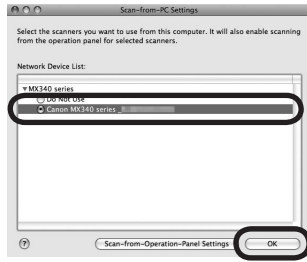 Scan-from-PC Settings
Select the scanners you want to use from this computer. It will also enable scanning
from the operation panel for selected scanners.
Network Device List:
MX340 series
Do Not Use
Canon MX340 series _
?
Scan-from-Operation-Panel Settings
OK